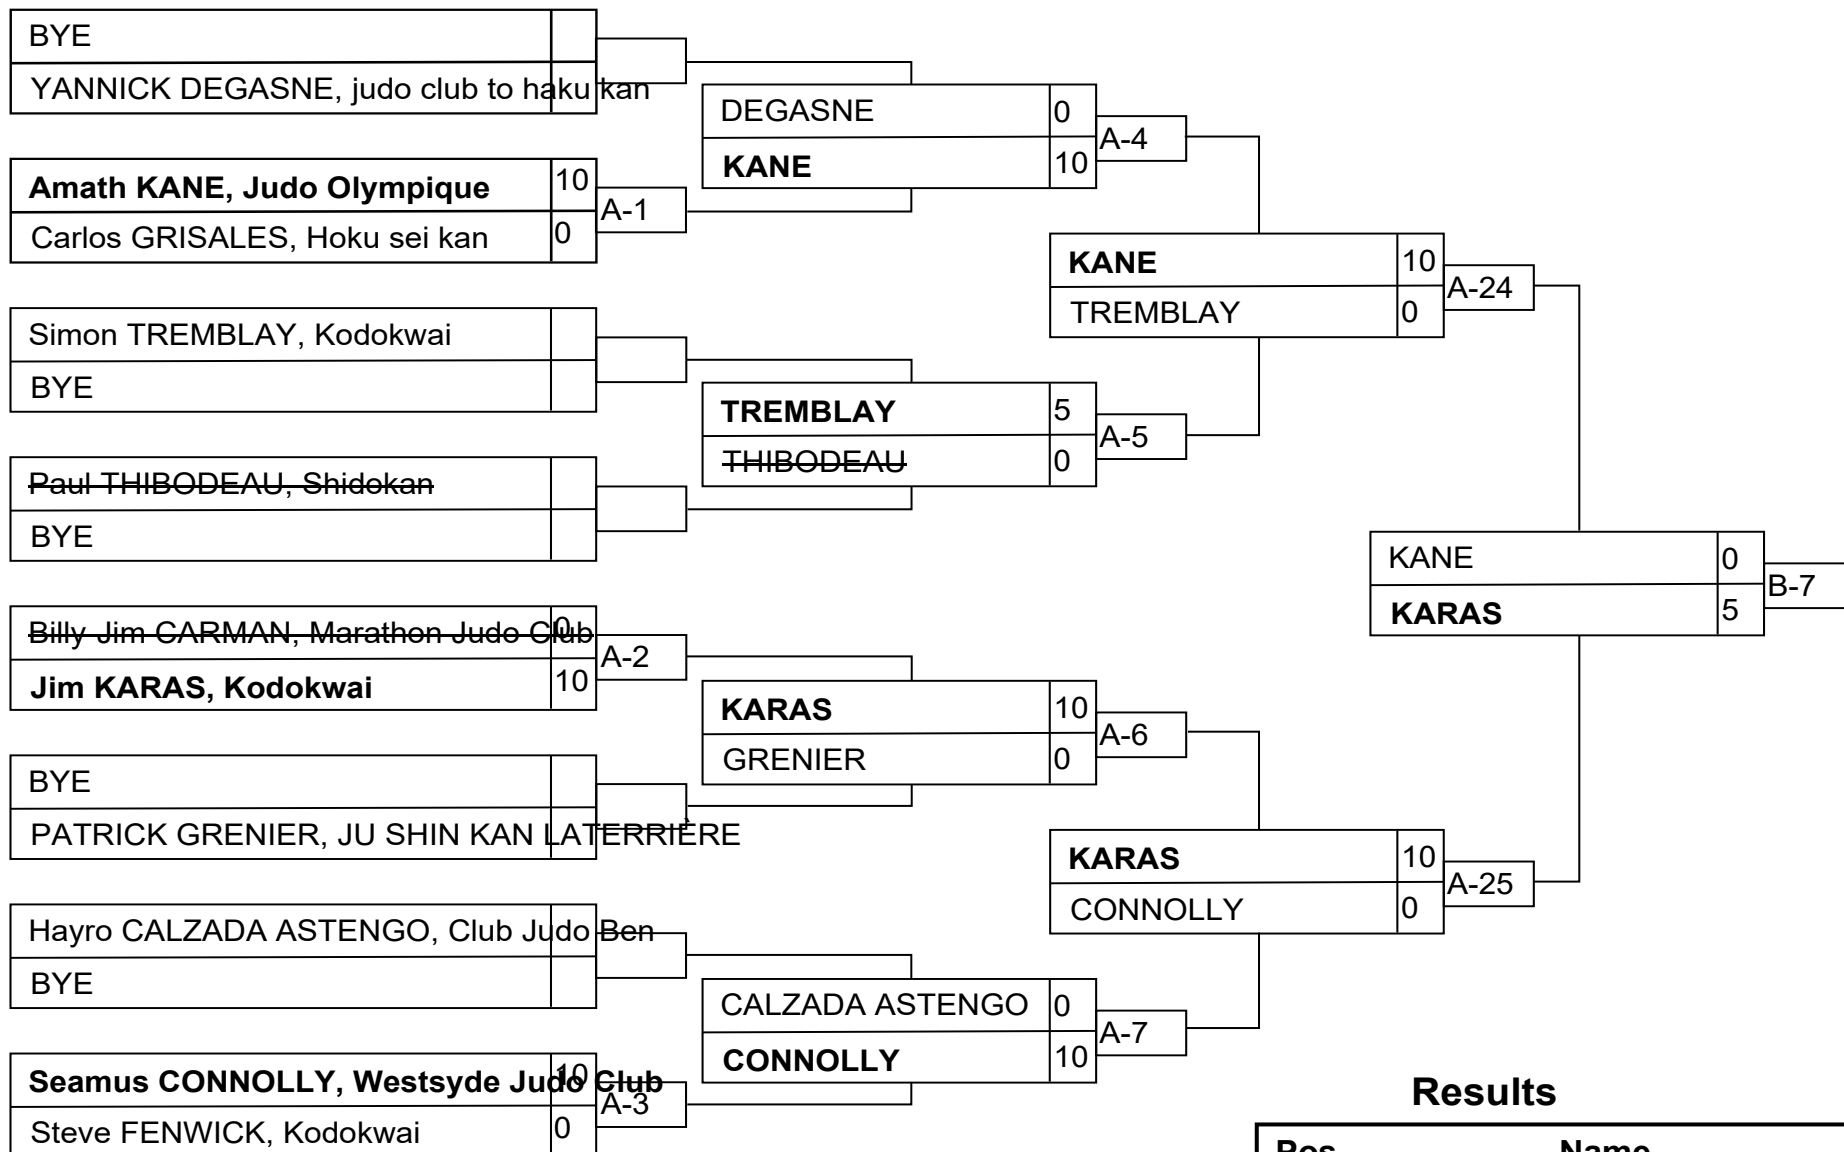 BYE
YANNICK DEGASNE, judo club to haku kan
Amath KANE, Judo Olympique 10
Carlos GRISALES, Hoku sei kan 0
A-1
Simon TREMBLAY, Kodokwai
BYE
Paul THIBODEAU, Shidokan
BYE
Billy Jim CARMAN, Marathon Judo Club 0
Jim KARAS, Kodokwai 10
A-2
BYE
PATRICK GRENIER, JU SHIN KAN LATERRIÈRE
Hayro CALZADA ASTENGO, Club Judo Ben
BYE
Seamus CONNOLLY, Westsyde Judo Club 10
Steve FENWICK, Kodokwai 0
A-3
DEGASNE 0
KANE 10
A-4
TREMBLAY 5
THIBODEAU 0
A-5
KARAS 10
GRENIER 0
A-6
CALZADA ASTENGO 0
CONNOLLY 10
A-7
KANE 10
TREMBLAY 0
A-24
KARAS 10
CONNOLLY 0
A-25
KANE 0
KARAS 5
B-7
Results
Pos Name